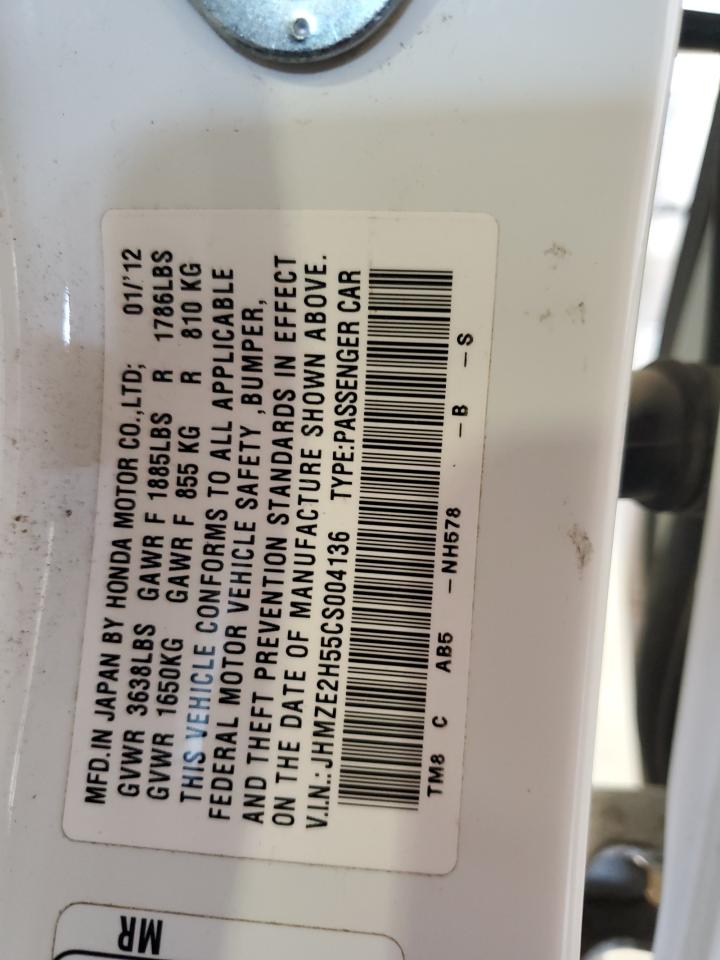 MFD.IN JAPAN BY HONDA MOTOR CO.,LTD; 01/'12
GVWR 3638LBS GAWR F 1885LBS R 1786LBS
GVWR 1650KG GAWR F 855 KG R 810 KG
THIS VEHICLE CONFORMS TO ALL APPLICABLE
FEDERAL MOTOR VEHICLE SAFETY ,BUMPER,
AND THEFT PREVENTION STANDARDS IN EFFECT
ON THE DATE OF MANUFACTURE SHOWN ABOVE.
V.I.N.: JHMZE2H55CS004136 TYPE:PASSENGER CAR
TM8 C AB5 -NH578 -B -S
MR